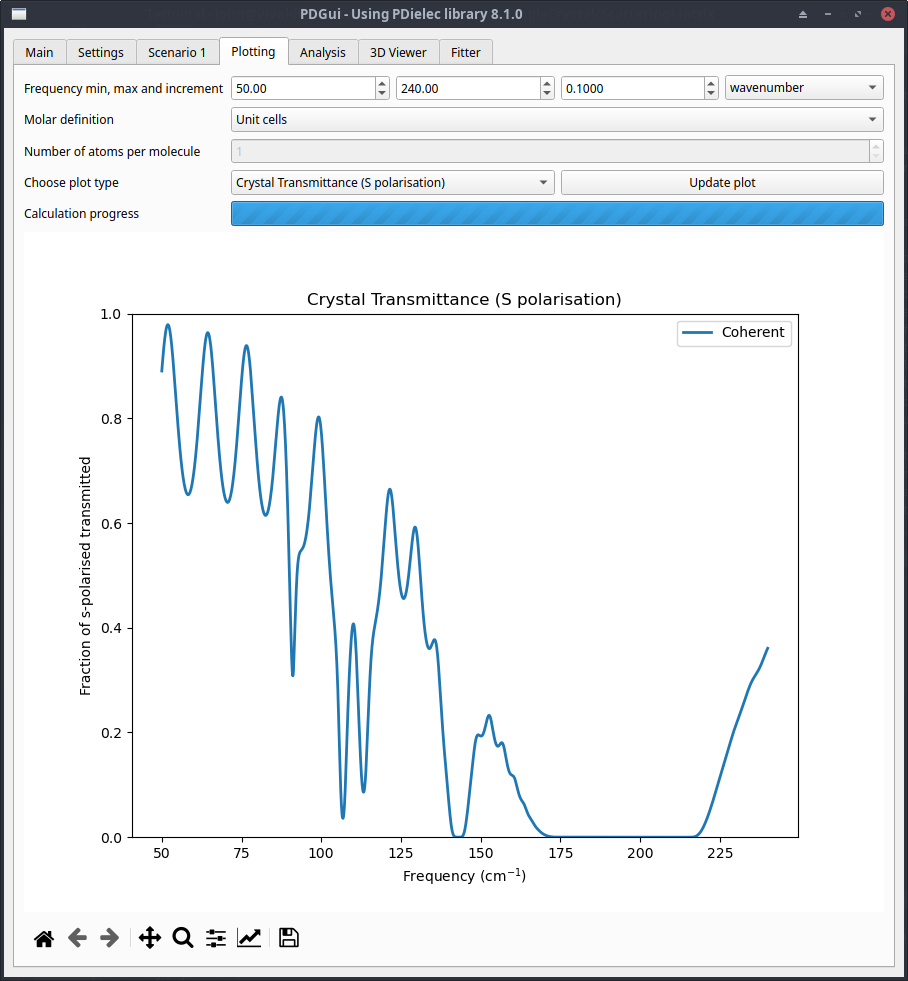 PDGui - Using PDielec library 8.1.0
Main Settings Scenario 1 Plotting Analysis 3D Viewer Fitter
Frequency min, max and increment 50.00 240.00 0.1000 wavenumber
Molar definition Unit cells
Number of atoms per molecule 1
Choose plot type Crystal Transmittance (S polarisation) Update plot
Calculation progress
Crystal Transmittance (S polarisation)
Coherent
Fraction of s-polarised transmitted
1.0
0.8
0.6
0.4
0.2
0.0
50 75 100 125 150 175 200 225
Frequency (cm⁻¹)